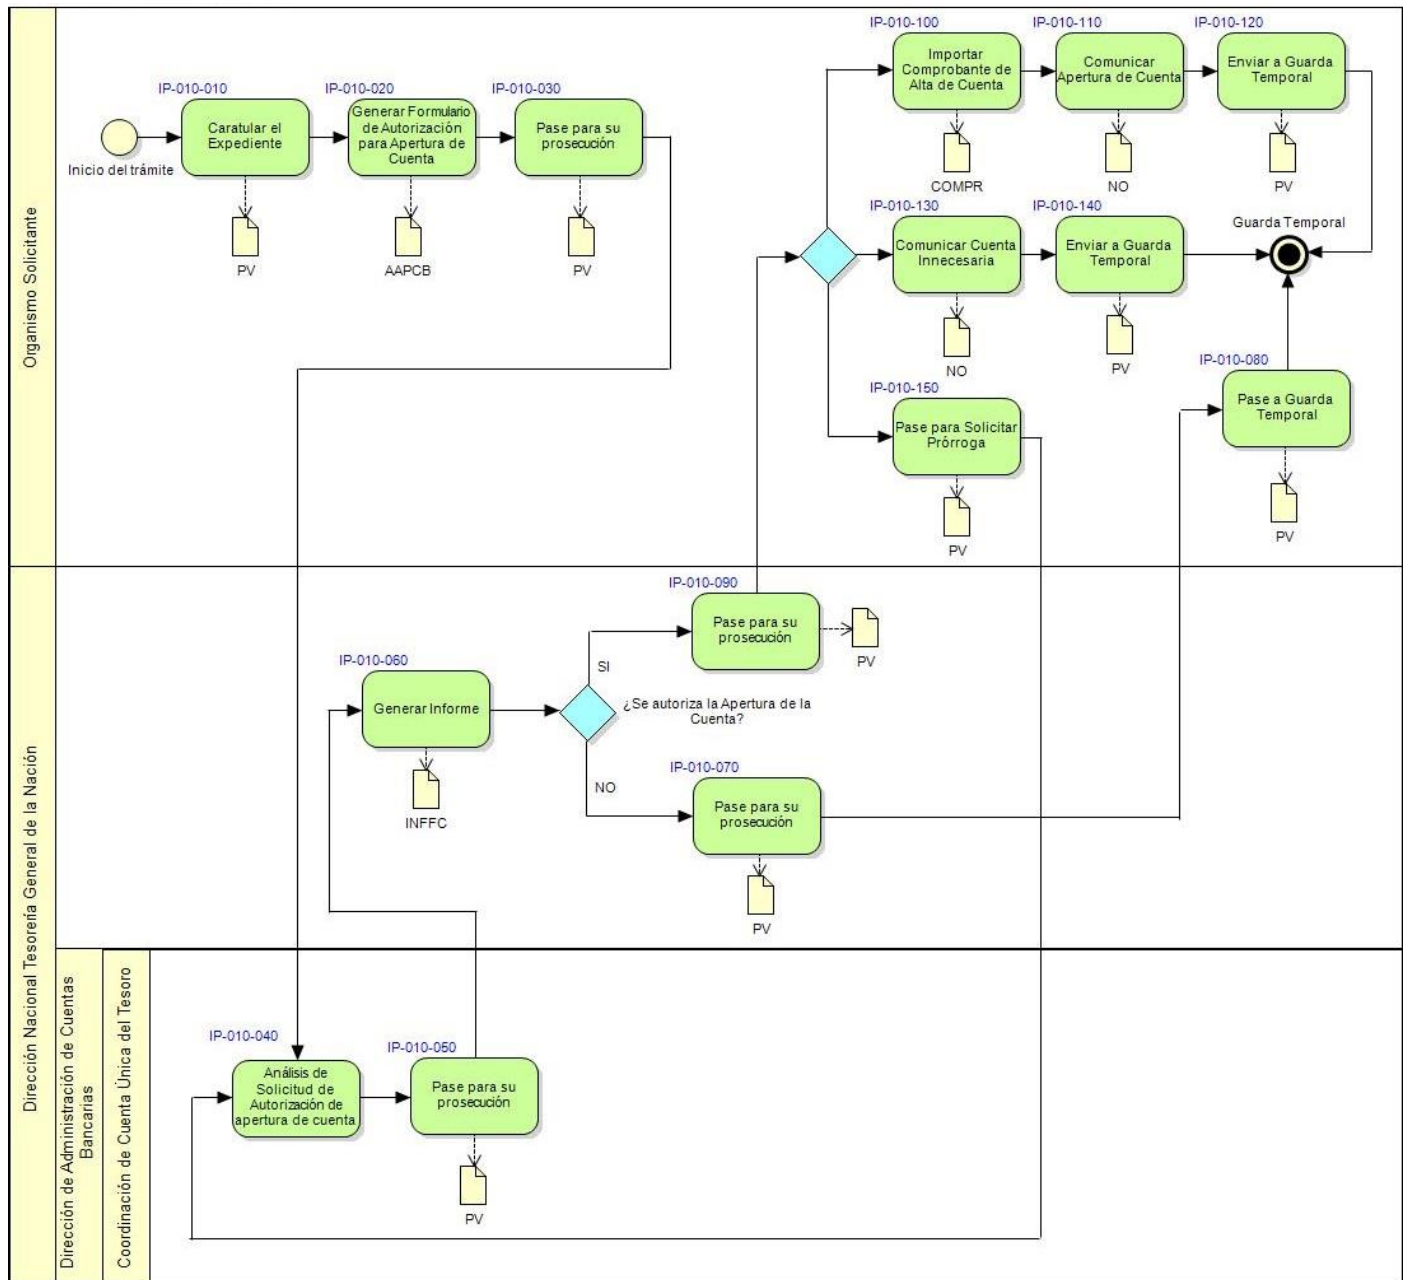 Organismo Solicitante
Inicio del trámite
IP-010-010
Caratular el
Expediente
PV
IP-010-020
Generar Formulario
de Autorización
para Apertura de
Cuenta
AAPCB
IP-010-030
Pase para su
prosecución
PV
IP-010-100
Importar
Comprobante de
Alta de Cuenta
COMPR
IP-010-110
Comunicar
Apertura de Cuenta
NO
IP-010-120
Enviar a Guarda
Temporal
PV
IP-010-130
Comunicar Cuenta
Innecesaria
NO
IP-010-140
Enviar a Guarda
Temporal
PV
Guarda Temporal
IP-010-150
Pase para Solicitar
Prórroga
PV
IP-010-080
Pase a Guarda
Temporal
PV
Dirección Nacional Tesorería General de la Nación
IP-010-060
Generar Informe
INFFC
¿Se autoriza la Apertura de la
Cuenta?
SI
IP-010-090
Pase para su
prosecución
PV
NO
IP-010-070
Pase para su
prosecución
PV
Dirección de Administración de Cuentas
Bancarias
Coordinación de Cuenta Única del Tesoro
IP-010-040
Análisis de
Solicitud de
Autorización de
apertura de cuenta
IP-010-050
Pase para su
prosecución
PV